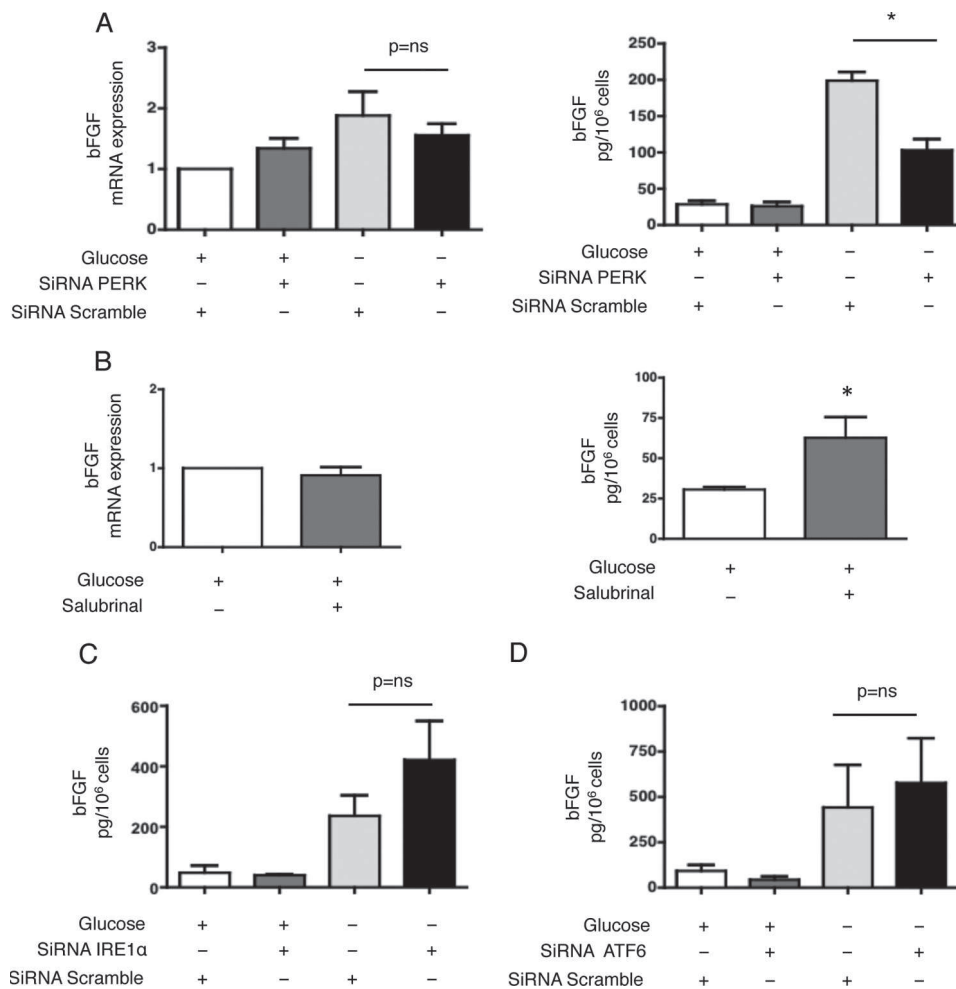 A
bFGF
mRNA expression
3
2
1
0
p=ns
Glucose + + – –
SiRNA PERK – + – +
SiRNA Scramble + – + –
bFGF
pg/10⁶ cells
250
200
150
100
50
0
*
Glucose + + – –
SiRNA PERK – + – +
SiRNA Scramble + – + –
B
bFGF
mRNA expression
2
1
0
Glucose + +
Salubrinal – +
bFGF
pg/10⁶ cells
100
75
50
25
0
*
Glucose + +
Salubrinal – +
C
bFGF
pg/10⁶ cells
600
400
200
0
p=ns
Glucose + + – –
SiRNA IRE1α – + – +
SiRNA Scramble + – + –
D
bFGF
pg/10⁶ cells
1000
750
500
250
0
p=ns
Glucose + + – –
SiRNA ATF6 – + – +
SiRNA Scramble + – + –